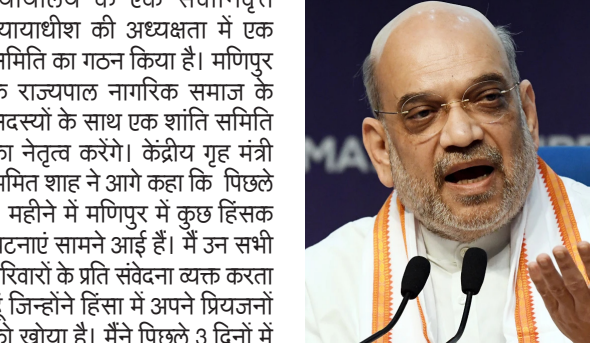 के एक सेवानिवृत्त
यायाधीश की अध्यक्षता में एक
समिति का गठन किया है। मणिपुर
के राज्यपाल नागरिक समाज के
सदस्यों के साथ एक शांति समिति
का नेतृत्व करेंगे। केंद्रीय गृह मंत्री
अमित शाह ने आगे कहा कि पिछले
महीने में मणिपुर में कुछ हिंसक
घटनाएं सामने आई हैं। मैं उन सभी
परिवारों के प्रति संवेदना व्यक्त करता
हूं जिन्होंने हिंसा में अपने प्रियजनों
को खोया है। मैंने पिछले 3 दिनों में